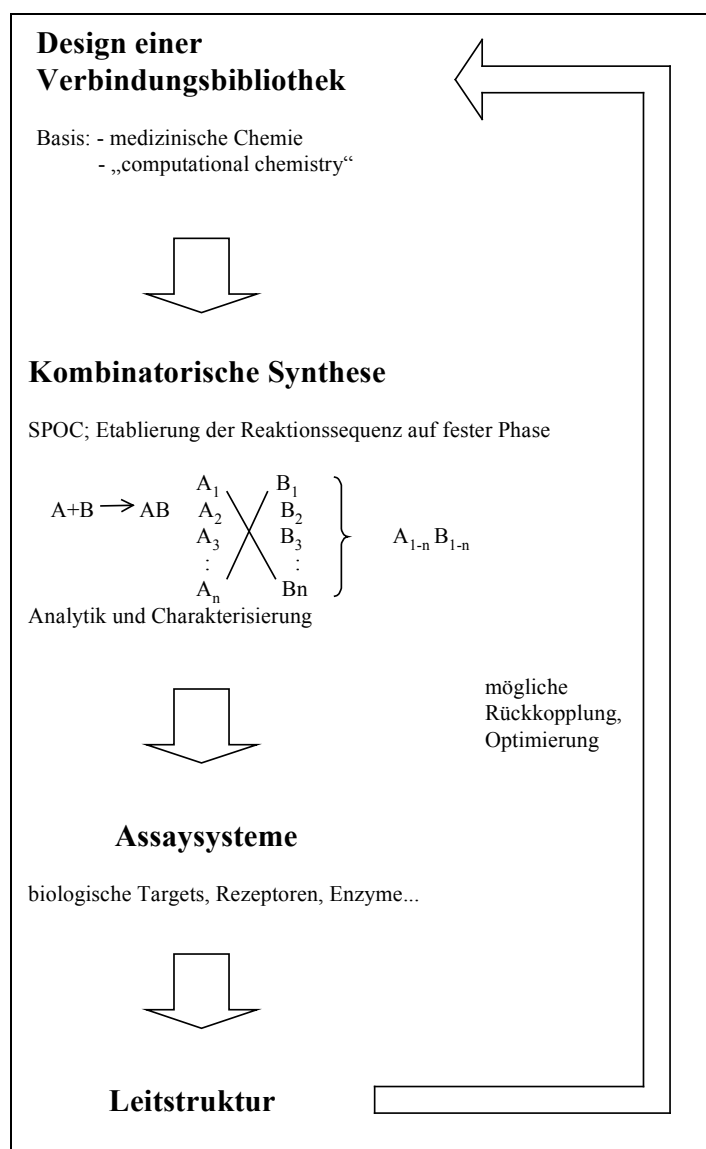 Design einer
Verbindungsbibliothek
Basis: - medizinische Chemie
- „computational chemistry“
Kombinatorische Synthese
SPOC; Etablierung der Reaktionssequenz auf fester Phase
A₁ B₁
A+B → AB A₂ B₂
A₃ B₃ A₁₋ₙ B₁₋ₙ
: :
Aₙ Bn
Analytik und Charakterisierung
mögliche
Rückkopplung,
Optimierung
Assaysysteme
biologische Targets, Rezeptoren, Enzyme...
Leitstruktur